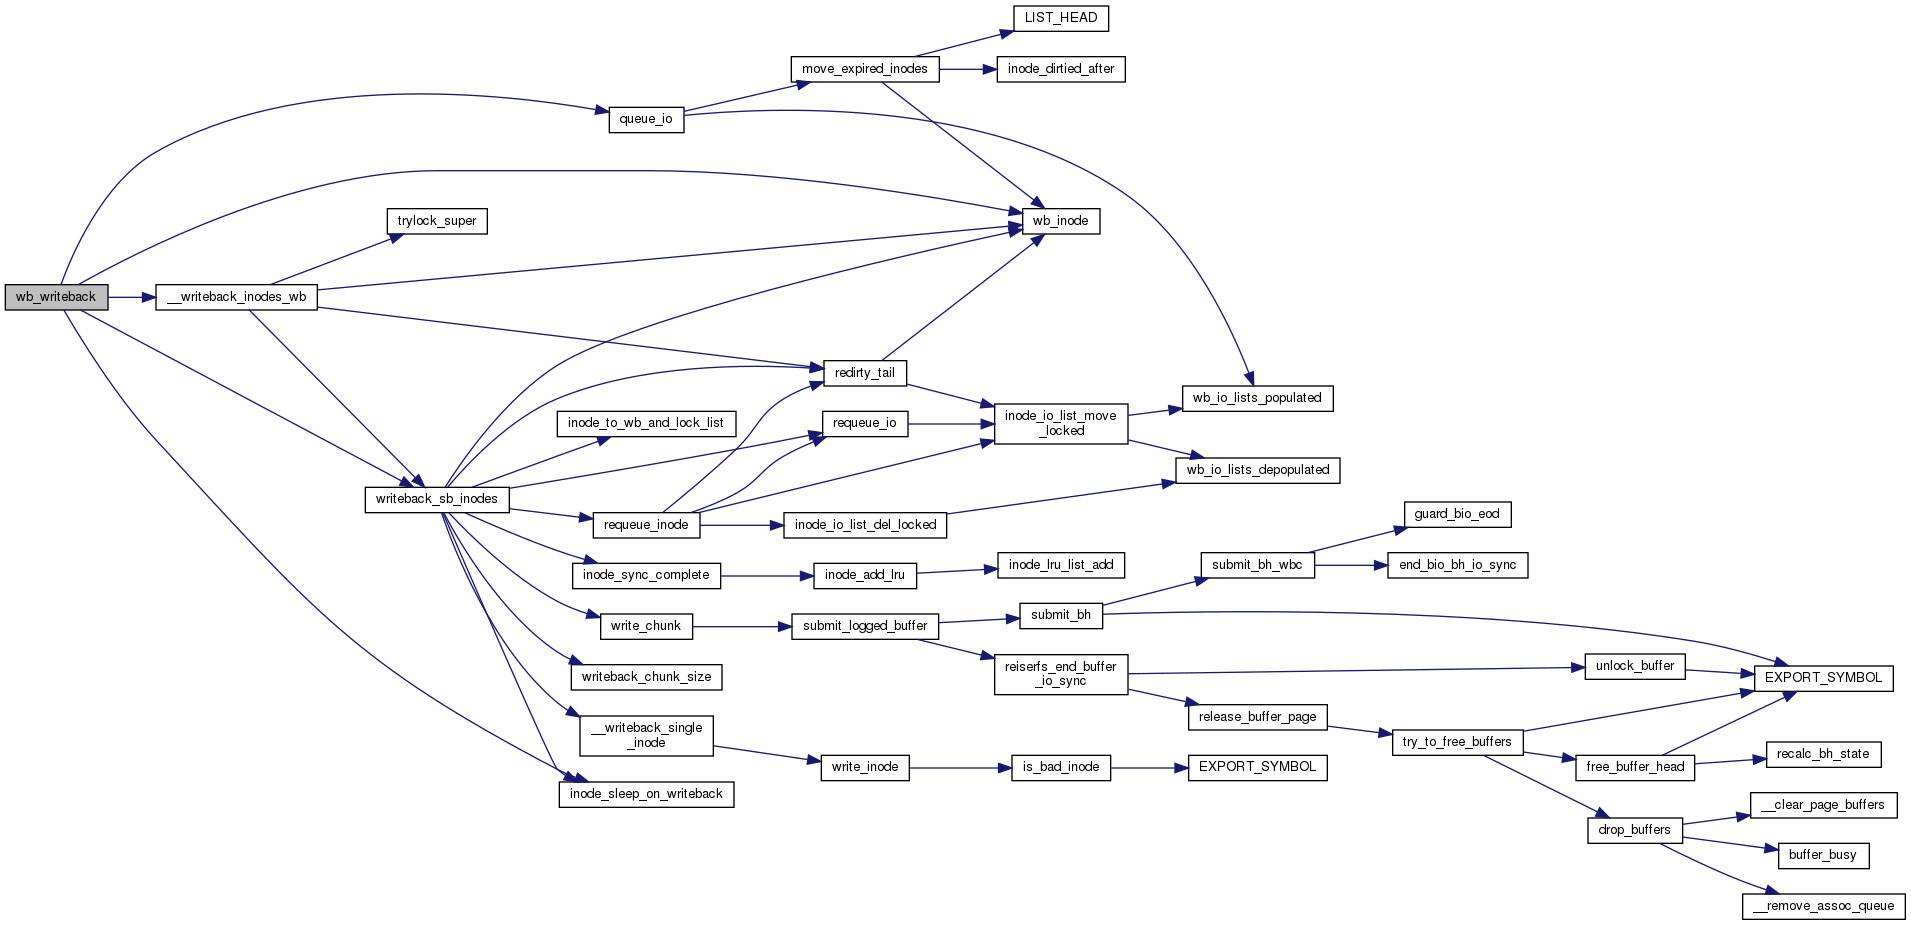 LIST_HEAD
move_expired_inodes
inode_dirtied_after
queue_io
trylock_super
wb_inode
wb_writeback
__writeback_inodes_wb
redirty_tail
wb_io_lists_populated
inode_to_wb_and_lock_list
requeue_io
inode_io_list_move
_locked
wb_io_lists_depopulated
writeback_sb_inodes
requeue_inode
inode_io_list_del_locked
guard_bio_eod
inode_sync_complete
inode_add_lru
inode_lru_list_add
submit_bh_wbc
end_bio_bh_io_sync
write_chunk
submit_logged_buffer
submit_bh
reiserfs_end_buffer
_io_sync
unlock_buffer
EXPORT_SYMBOL
writeback_chunk_size
release_buffer_page
__writeback_single
_inode
try_to_free_buffers
write_inode
is_bad_inode
EXPORT_SYMBOL
free_buffer_head
recalc_bh_state
inode_sleep_on_writeback
__clear_page_buffers
drop_buffers
buffer_busy
__remove_assoc_queue